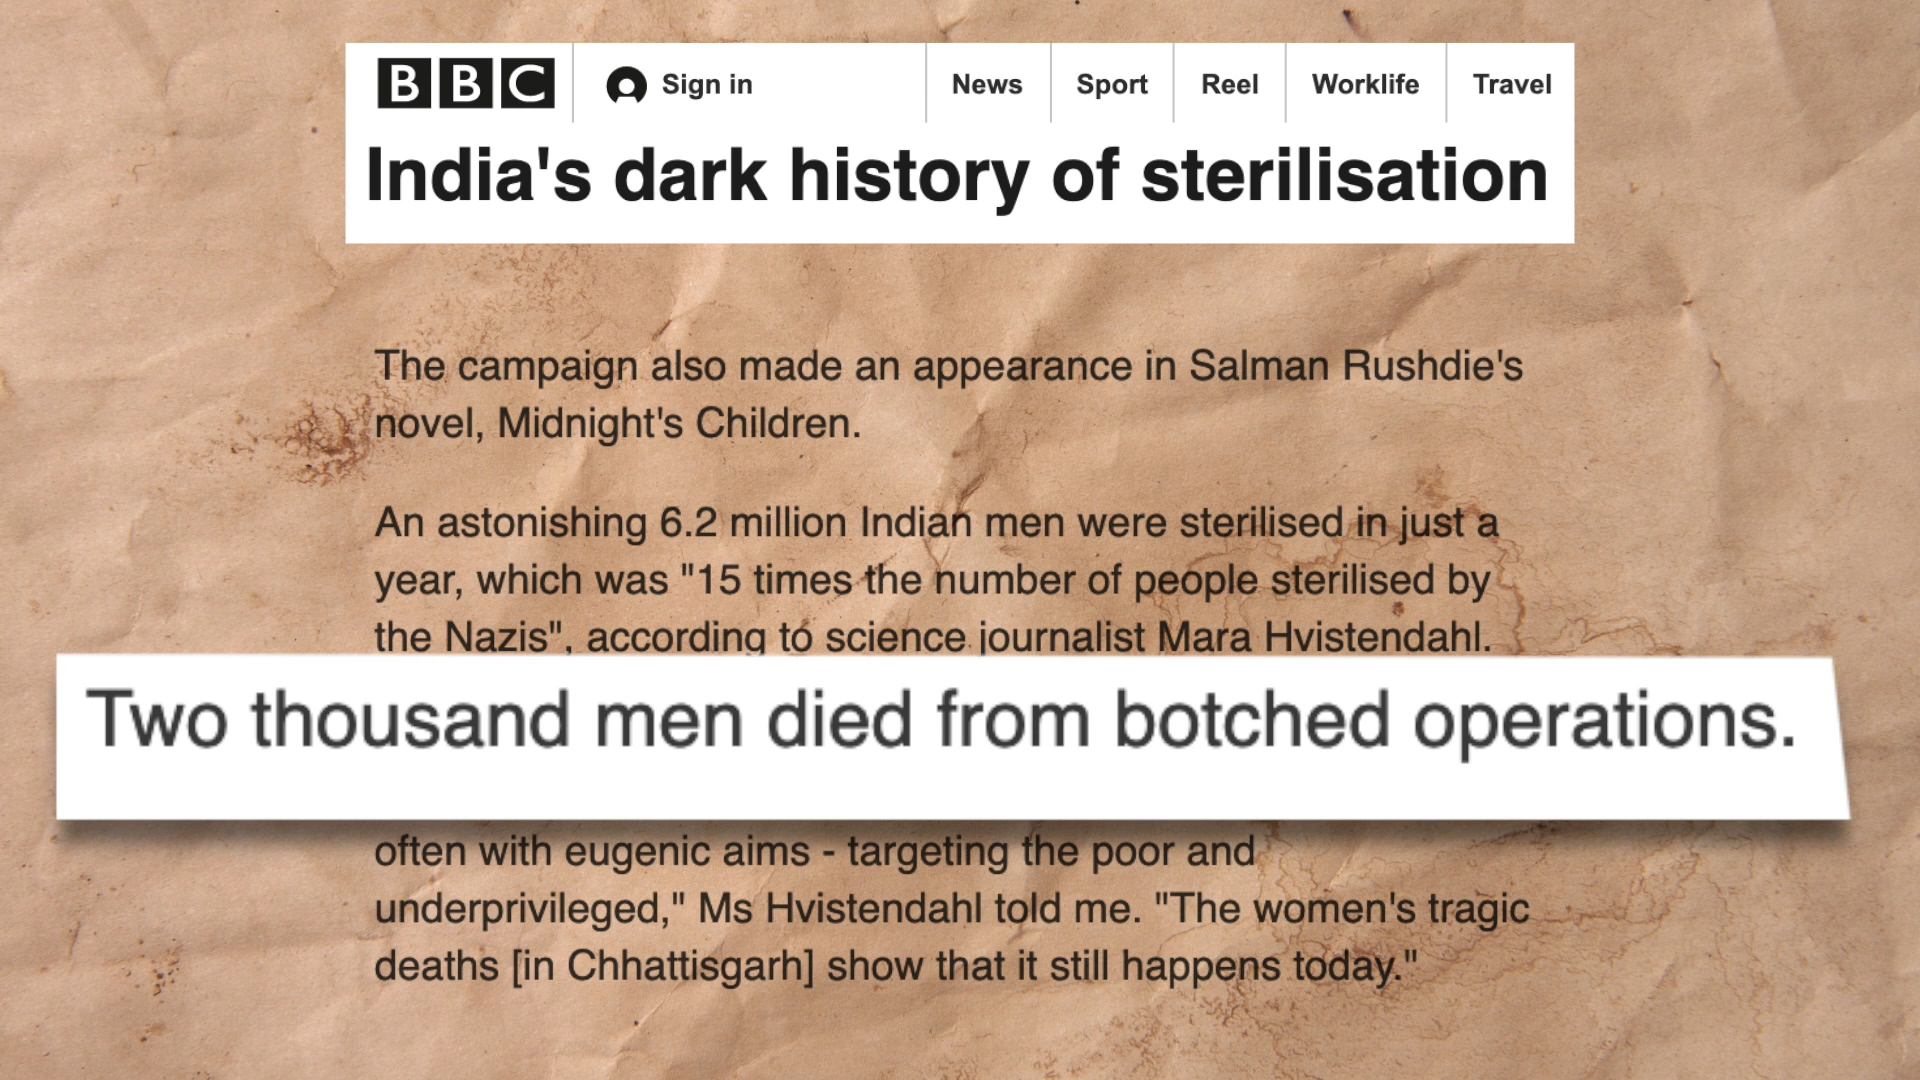 BBC Sign in News Sport Reel Worklife Travel
India's dark history of sterilisation
The campaign also made an appearance in Salman Rushdie's
novel, Midnight's Children.
An astonishing 6.2 million Indian men were sterilised in just a
year, which was "15 times the number of people sterilised by
the Nazis", according to science journalist Mara Hvistendahl.
Two thousand men died from botched operations.
often with eugenic aims - targeting the poor and
underprivileged," Ms Hvistendahl told me. "The women's tragic
deaths [in Chhattisgarh] show that it still happens today."